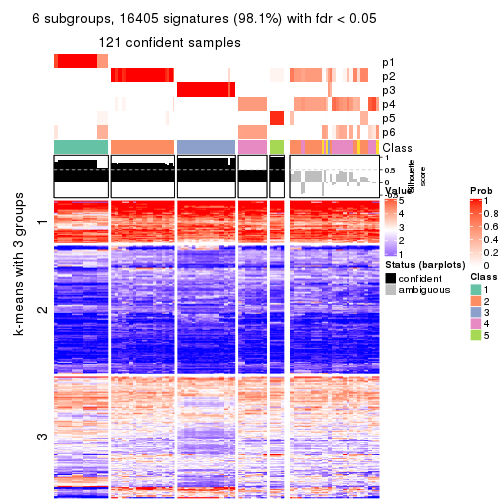 6 subgroups, 16405 signatures (98.1%) with fdr < 0.05
121 confident samples
p1
p2
p3
p4
p5
p6
Class
1
0.5
0
-0.5
Silhouette
score
k-means with 3 groups
1
2
3
Value
5
4
3
2
1
Status (barplots)
confident
ambiguous
Prob
1
0.8
0.6
0.4
0.2
0
Class
1
2
3
4
5